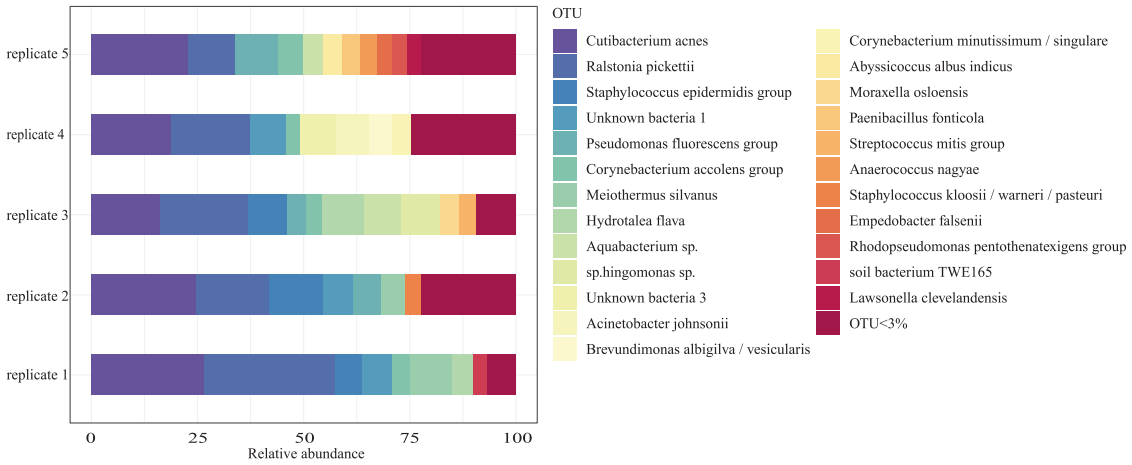 OTU
replicate 5
replicate 4
replicate 3
replicate 2
replicate 1
0 25 50 75 100
Relative abundance
Cutibacterium acnes
Ralstonia pickettii
Staphylococcus epidermidis group
Unknown bacteria 1
Pseudomonas fluorescens group
Corynebacterium accolens group
Meiothermus silvanus
Hydrotalea flava
Aquabacterium sp.
sp.hingomonas sp.
Unknown bacteria 3
Acinetobacter johnsonii
Brevundimonas albigilva / vesicularis
Corynebacterium minutissimum / singulare
Abyssicoccus albus indicus
Moraxella osloensis
Paenibacillus fonticola
Streptococcus mitis group
Anaerococcus nagyae
Staphylococcus kloosii / warneri / pasteuri
Empedobacter falsenii
Rhodopseudomonas pentothenatexigens group
soil bacterium TWE165
Lawsonella clevelandensis
OTU<3%